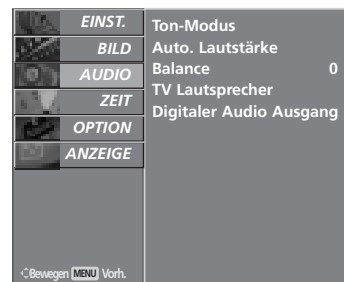 EINST.
BILD
AUDIO
ZEIT
OPTION
ANZEIGE
Ton-Modus
Auto. Lautstärke
Balance 0
TV Lautsprecher
Digitaler Audio Ausgang
Bewegen MENU Vorh.